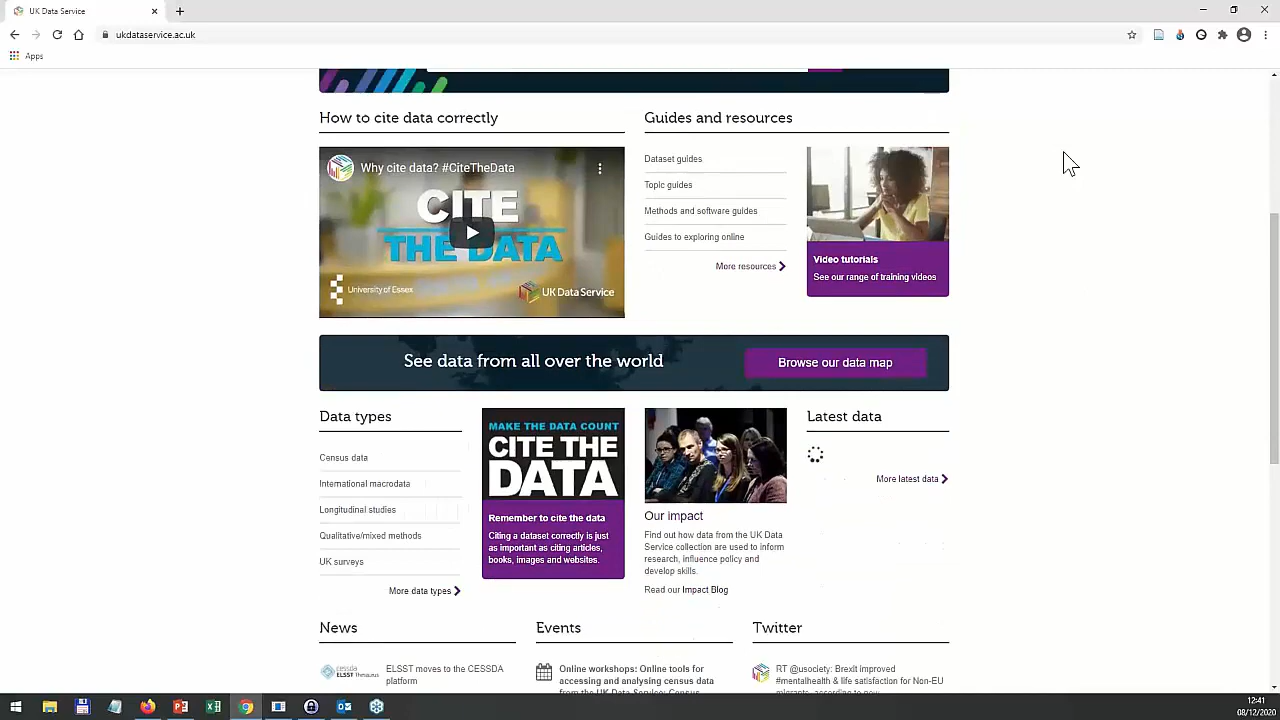 UK Data Service
ukdataservice.ac.uk
Apps
How to cite data correctly
Guides and resources
Why cite data? #CiteTheData
CITE
THE DATA
University of Essex
UK Data Service
Dataset guides
Topic guides
Methods and software guides
Guides to exploring online
More resources
Video tutorials
See our range of training videos
See data from all over the world
Browse our data map
Data types
Census data
International macrodata
Longitudinal studies
Qualitative/mixed methods
UK surveys
More data types
MAKE THE DATA COUNT
CITE THE
DATA
Remember to cite the data
Citing a dataset correctly is just
as important as citing articles,
books, images and websites.
Our impact
Find out how data from the UK Data
Service collection are used to inform
research, influence policy and
develop skills.
Read our Impact Blog
Latest data
More latest data
News
cessda
ELSST Thesaurus
ELSST moves to the CESSDA
platform
Events
Online workshops: Online tools for
accessing and analysing census data
from the UK Data Service: Census
Twitter
RT @usociety: Brexit improved
#mentalhealth & life satisfaction for Non-EU
migrants, according to new
12:41
08/12/2020